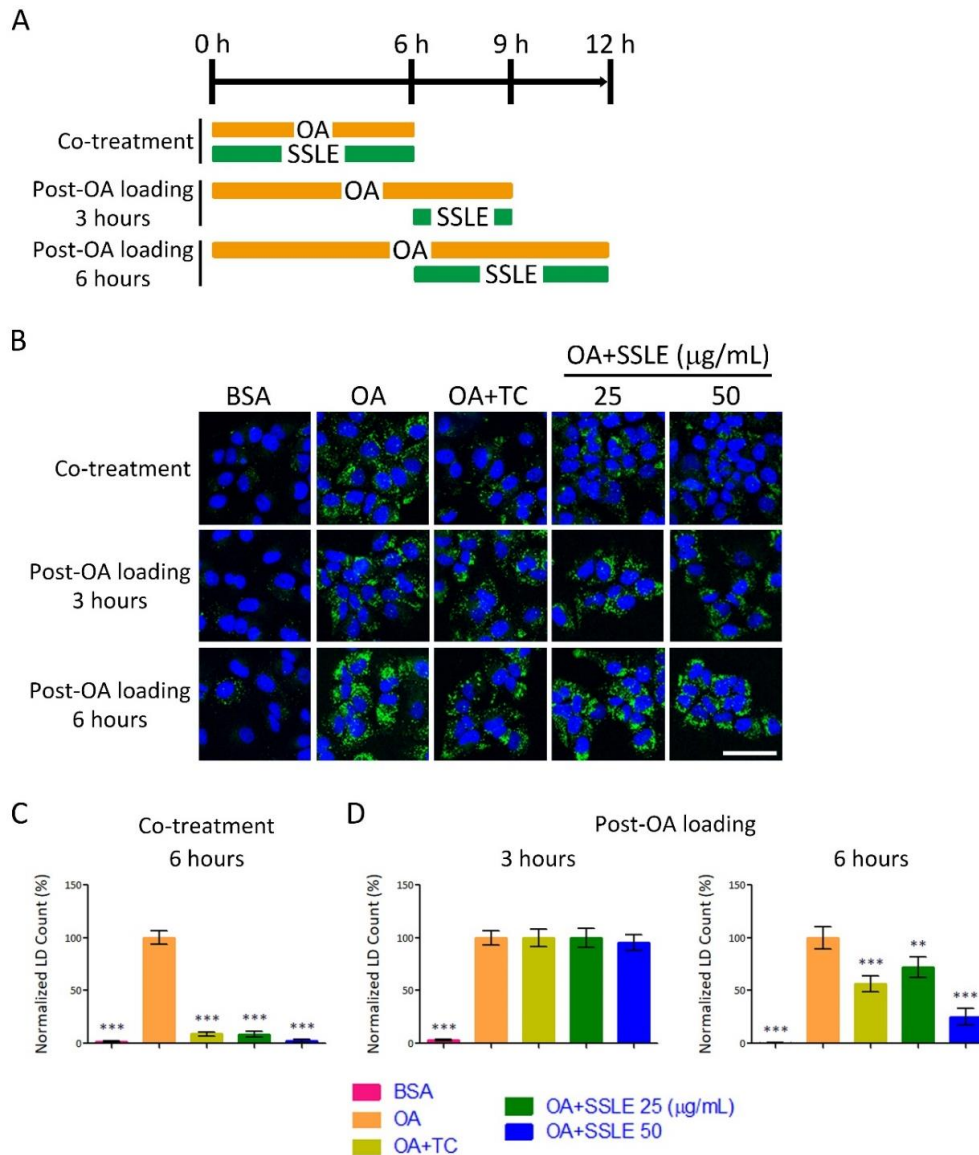 A
0 h 6 h 9 h 12 h
Co-treatment
OA
SSLE
Post-OA loading
3 hours
OA
SSLE
Post-OA loading
6 hours
OA
SSLE
B
OA+SSLE (μg/mL)
BSA OA OA+TC 25 50
Co-treatment
Post-OA loading
3 hours
Post-OA loading
6 hours
C
Co-treatment
6 hours
Normalized LD Count (%)
150
100
50
0
*** *** *** ***
D
Post-OA loading
3 hours
Normalized LD Count (%)
150
100
50
0
***
6 hours
Normalized LD Count (%)
150
100
50
0
*** *** ** ***
BSA
OA
OA+TC
OA+SSLE 25 (μg/mL)
OA+SSLE 50